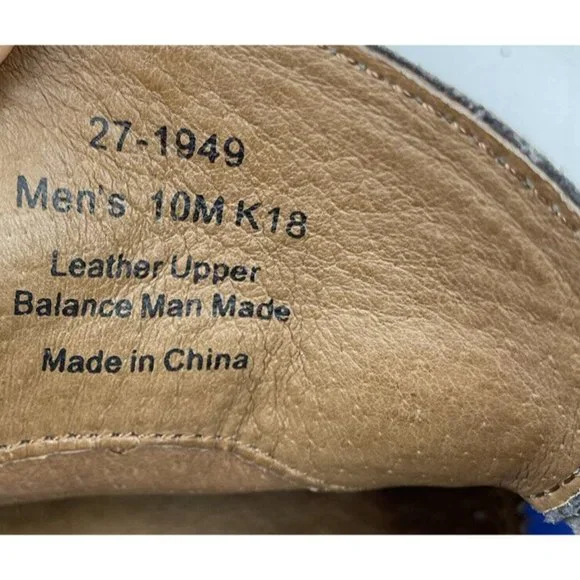 27-1949
Men's 10M K18
Leather Upper
Balance Man Made
Made in China